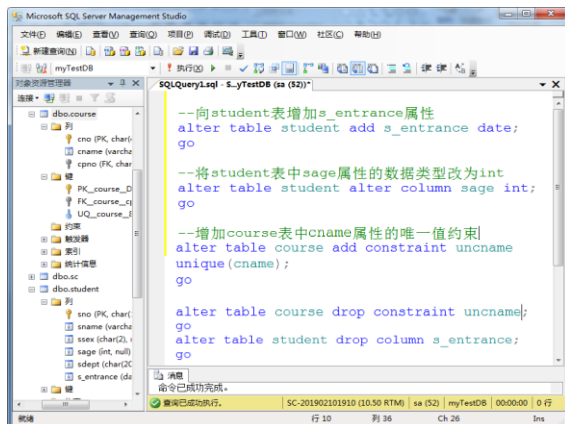 Microsoft SQL Server Management Studio
文件(F) 编辑(E) 查看(V) 查询(Q) 项目(P) 调试(D) 工具(T) 窗口(W) 社区(C) 帮助(H)
新建查询(N)
myTestDB 执行(X)
对象资源管理器
SQLQuery1.sql - S...yTestDB (sa (52))*
连接
dbo.course
列
cno (PK, char(
cname (varcha
cpno (FK, char
键
PK__course__D
FK__course__cp
UQ__course__E
约束
触发器
索引
统计信息
dbo.sc
dbo.student
列
sno (PK, char(
sname (varcha
ssex (char(2),
sage (int, null)
sdept (char(20
s_entrance (da
键
--向student表增加s_entrance属性
alter table student add s_entrance date;
go
--将student表中sage属性的数据类型改为int
alter table student alter column sage int;
go
--增加course表中cname属性的唯一值约束
alter table course add constraint uncname
unique(cname);
go
alter table course drop constraint uncname;
go
alter table student drop column s_entrance;
go
消息
命令已成功完成。
查询已成功执行。 SC-201902101910 (10.50 RTM) sa (52) myTestDB 00:00:00 0 行
就绪 行 10 列 36 Ch 26 Ins